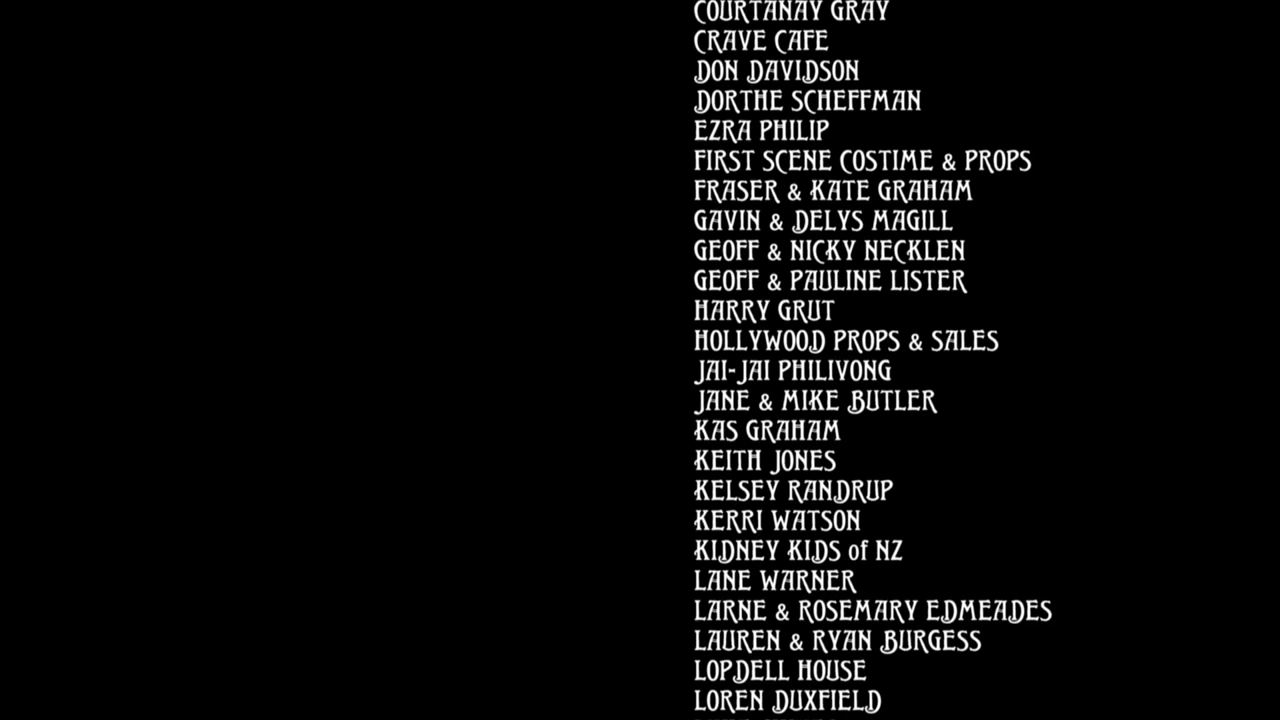 COURTANAY GRAY
CRAVE CAFE
DON DAVIDSON
DORTHE SCHEFFMAN
EZRA PHILIP
FIRST SCENE COSTIME & PROPS
FRASER & KATE GRAHAM
GAVIN & DELYS MAGILL
GEOFF & NICKY NECKLEN
GEOFF & PAULINE LISTER
HARRY GRUT
HOLLYWOOD PROPS & SALES
JAI-JAI PHILIVONG
JANE & MIKE BUTLER
KAS GRAHAM
KEITH JONES
KELSEY RANDRUP
KERRI WATSON
KIDNEY KIDS of NZ
LANE WARNER
LARNE & ROSEMARY EDMEADES
LAUREN & RYAN BURGESS
LOPDELL HOUSE
LOREN DUXFIELD